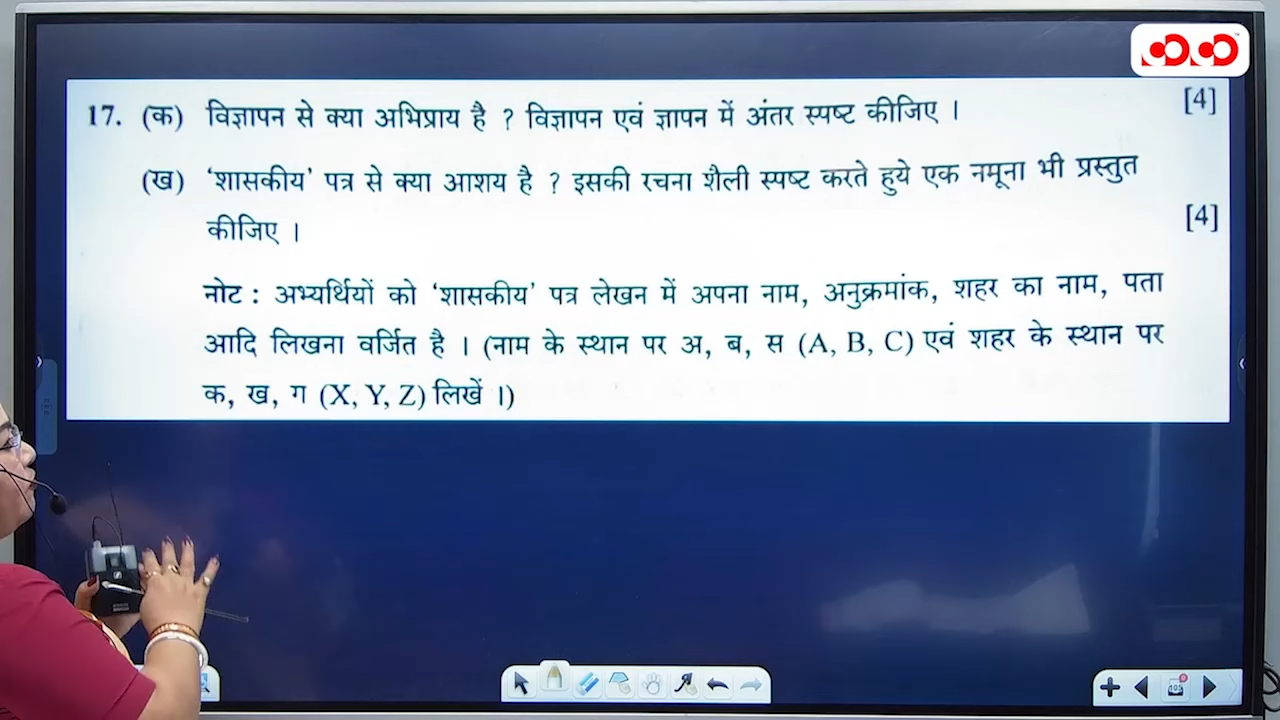 17. (क) विज्ञापन से क्या अभिप्राय है ? विज्ञापन एवं ज्ञापन में अंतर स्पष्ट कीजिए । [4]
(ख) ‘शासकीय’ पत्र से क्या आशय है ? इसकी रचना शैली स्पष्ट करते हुये एक नमूना भी प्रस्तुत
कीजिए । [4]
नोट : अभ्यर्थियों को ‘शासकीय’ पत्र लेखन में अपना नाम, अनुक्रमांक, शहर का नाम, पता
आदि लिखना वर्जित है । (नाम के स्थान पर अ, ब, स (A, B, C) एवं शहर के स्थान पर
क, ख, ग (X, Y, Z) लिखें ।)